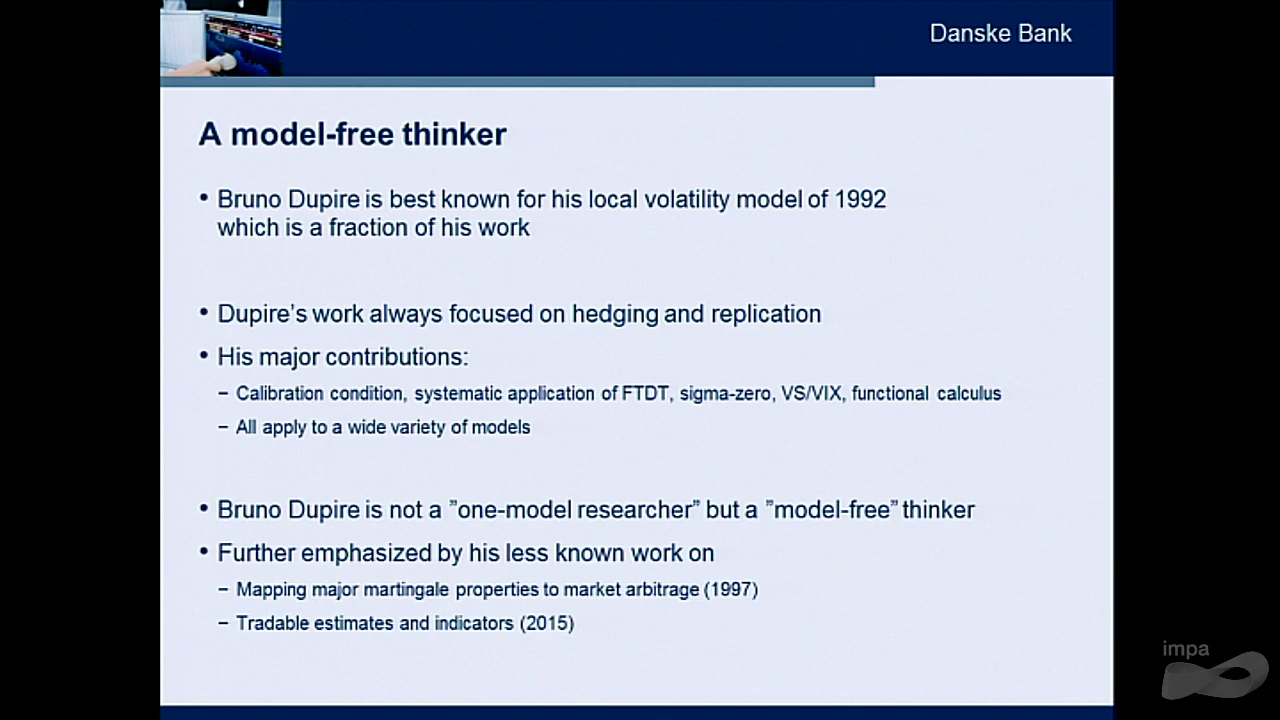 Danske Bank
A model-free thinker
• Bruno Dupire is best known for his local volatility model of 1992
which is a fraction of his work
• Dupire's work always focused on hedging and replication
• His major contributions:
– Calibration condition, systematic application of FTDT, sigma-zero, VS/VIX, functional calculus
– All apply to a wide variety of models
• Bruno Dupire is not a ”one-model researcher” but a ”model-free” thinker
• Further emphasized by his less known work on
– Mapping major martingale properties to market arbitrage (1997)
– Tradable estimates and indicators (2015)
impa